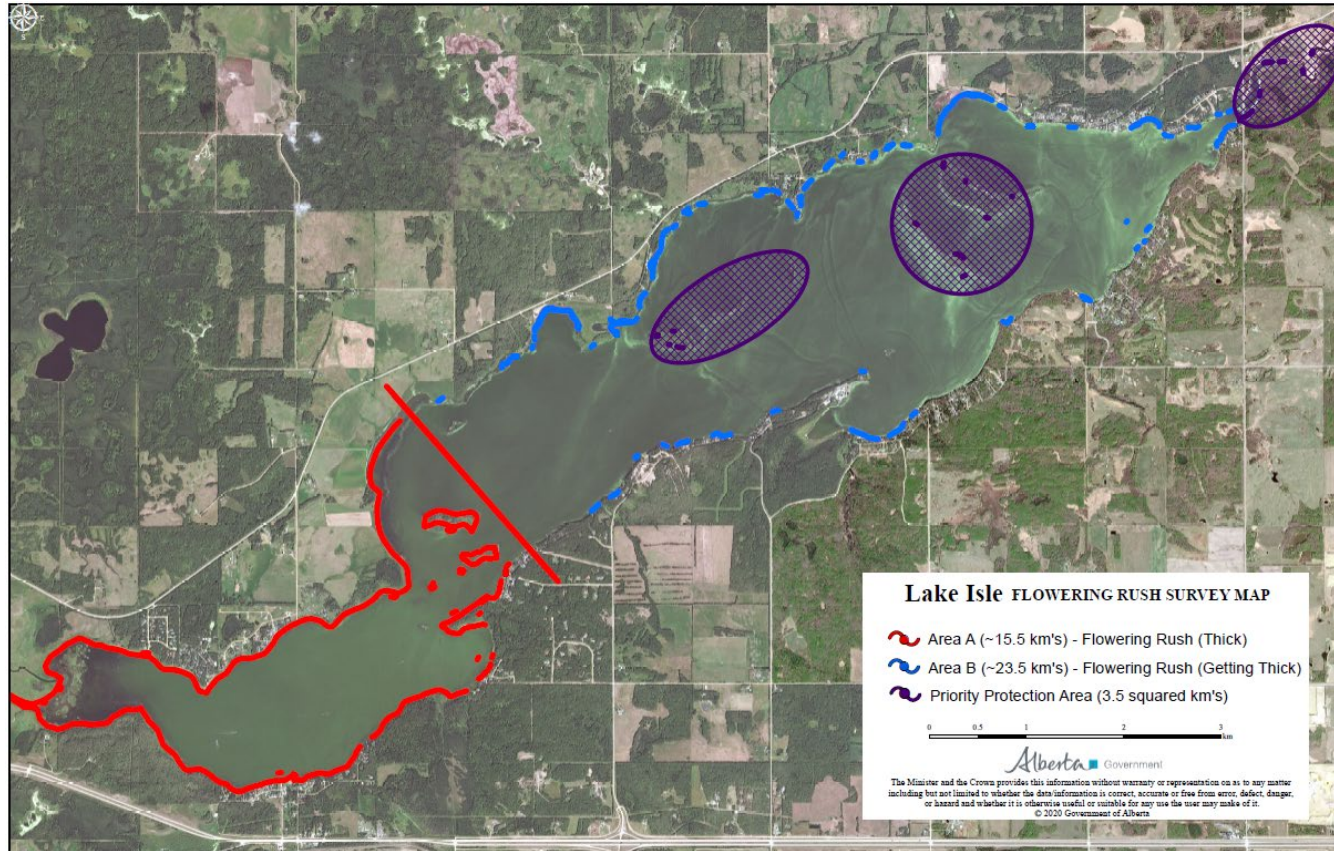 Lake Isle FLOWERING RUSH SURVEY MAP
Area A (~15.5 km's) - Flowering Rush (Thick)
Area B (~23.5 km's) - Flowering Rush (Getting Thick)
Priority Protection Area (3.5 squared km's)
0 0.5 1 2 3
km
Alberta Government
The Minister and the Crown provides this information without warranty or representation on as to any matter
including but not limited to whether the data/information is correct, accurate or free from error, defect, danger,
or hazard and whether it is otherwise useful or suitable for any use the user may make of it.
© 2020 Government of Alberta